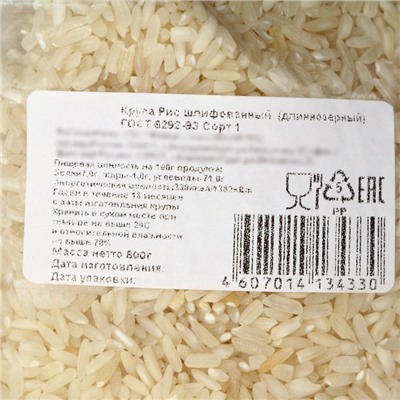 Крупа Рис шлифованный (длиннозерный)
ГОСТ 6292-93 Сорт 1
Пищевая ценность на 100г продукта:
Белки-7,0г, жиры-1,0г, углеводы-71,0г
Энергетическая ценность:
Годен в течение 18 месяцев
с даты изготовления крупы
Хранить в сухом месте при
темп-ре не выше 20С
и относительной влажности
не выше 70%
Масса нетто 800г
Дата изготовления:
Дата упаковки:
5
PP
EAC
4 607014 134330